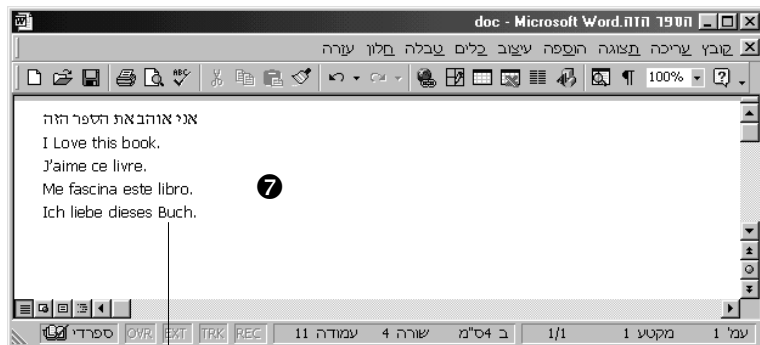 doc - Microsoft Word.הספר הזה
קובץ עריכה תצוגה הוספה עיצוב כלים טבלה חלון עזרה
100%
אני אוהב את הספר הזה
I Love this book.
J'aime ce livre.
Me fascina este libro.
Ich liebe dieses Buch.
7
עמ' 1 מקטע 1 1/1 ב 4ס"מ שורה 4 עמודה 11 REC TRK EXT OVR ספרדי